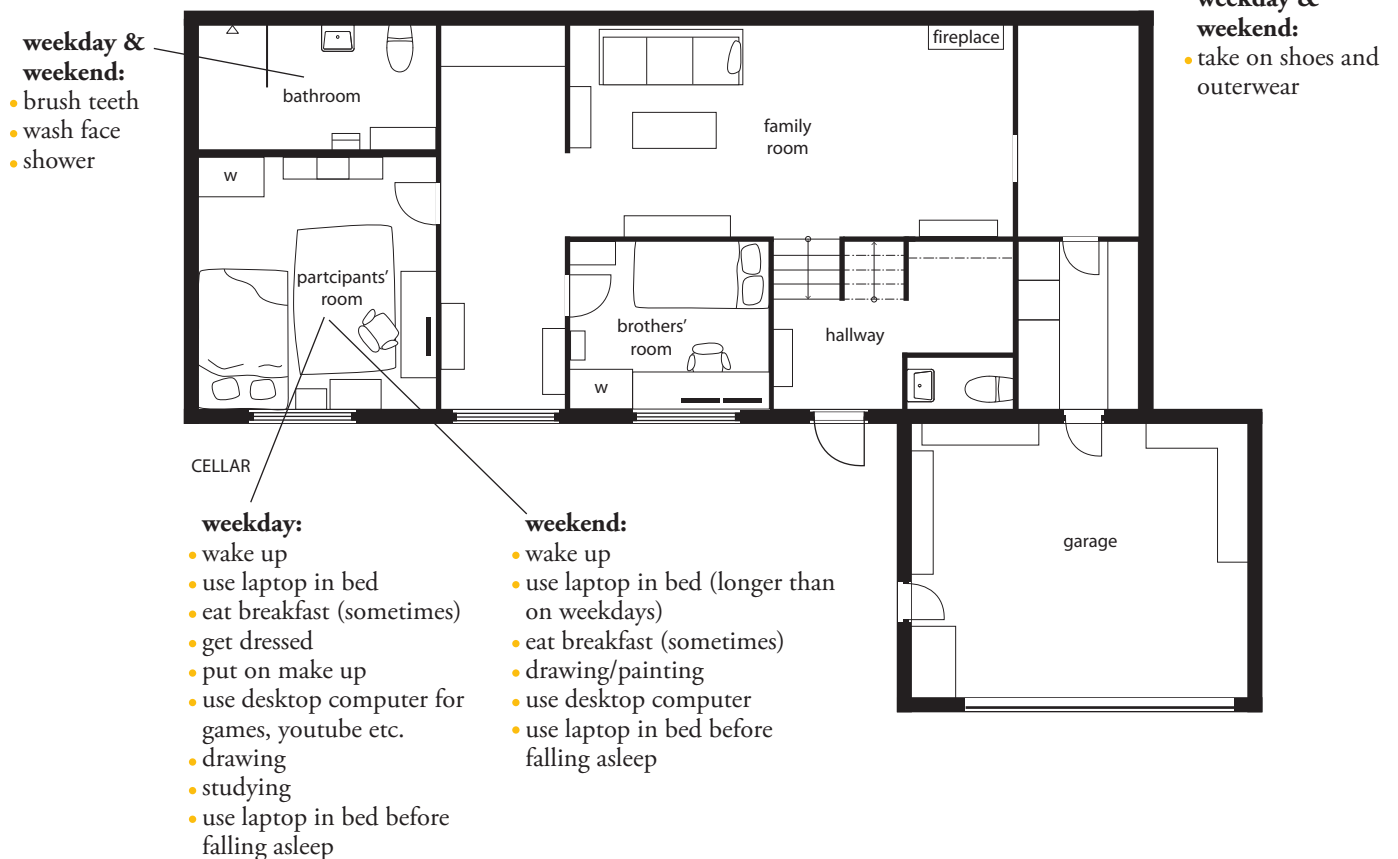 weekday &
weekend:
• brush teeth
• wash face
• shower
weekday &
weekend:
• take on shoes and
outerwear
bathroom
fireplace
family
room
w
partcipants’
room
brothers’
room
w
hallway
garage
CELLAR
weekday:
• wake up
• use laptop in bed
• eat breakfast (sometimes)
• get dressed
• put on make up
• use desktop computer for
games, youtube etc.
• drawing
• studying
• use laptop in bed before
falling asleep
weekend:
• wake up
• use laptop in bed (longer than
on weekdays)
• eat breakfast (sometimes)
• drawing/painting
• use desktop computer
• use laptop in bed before
falling asleep